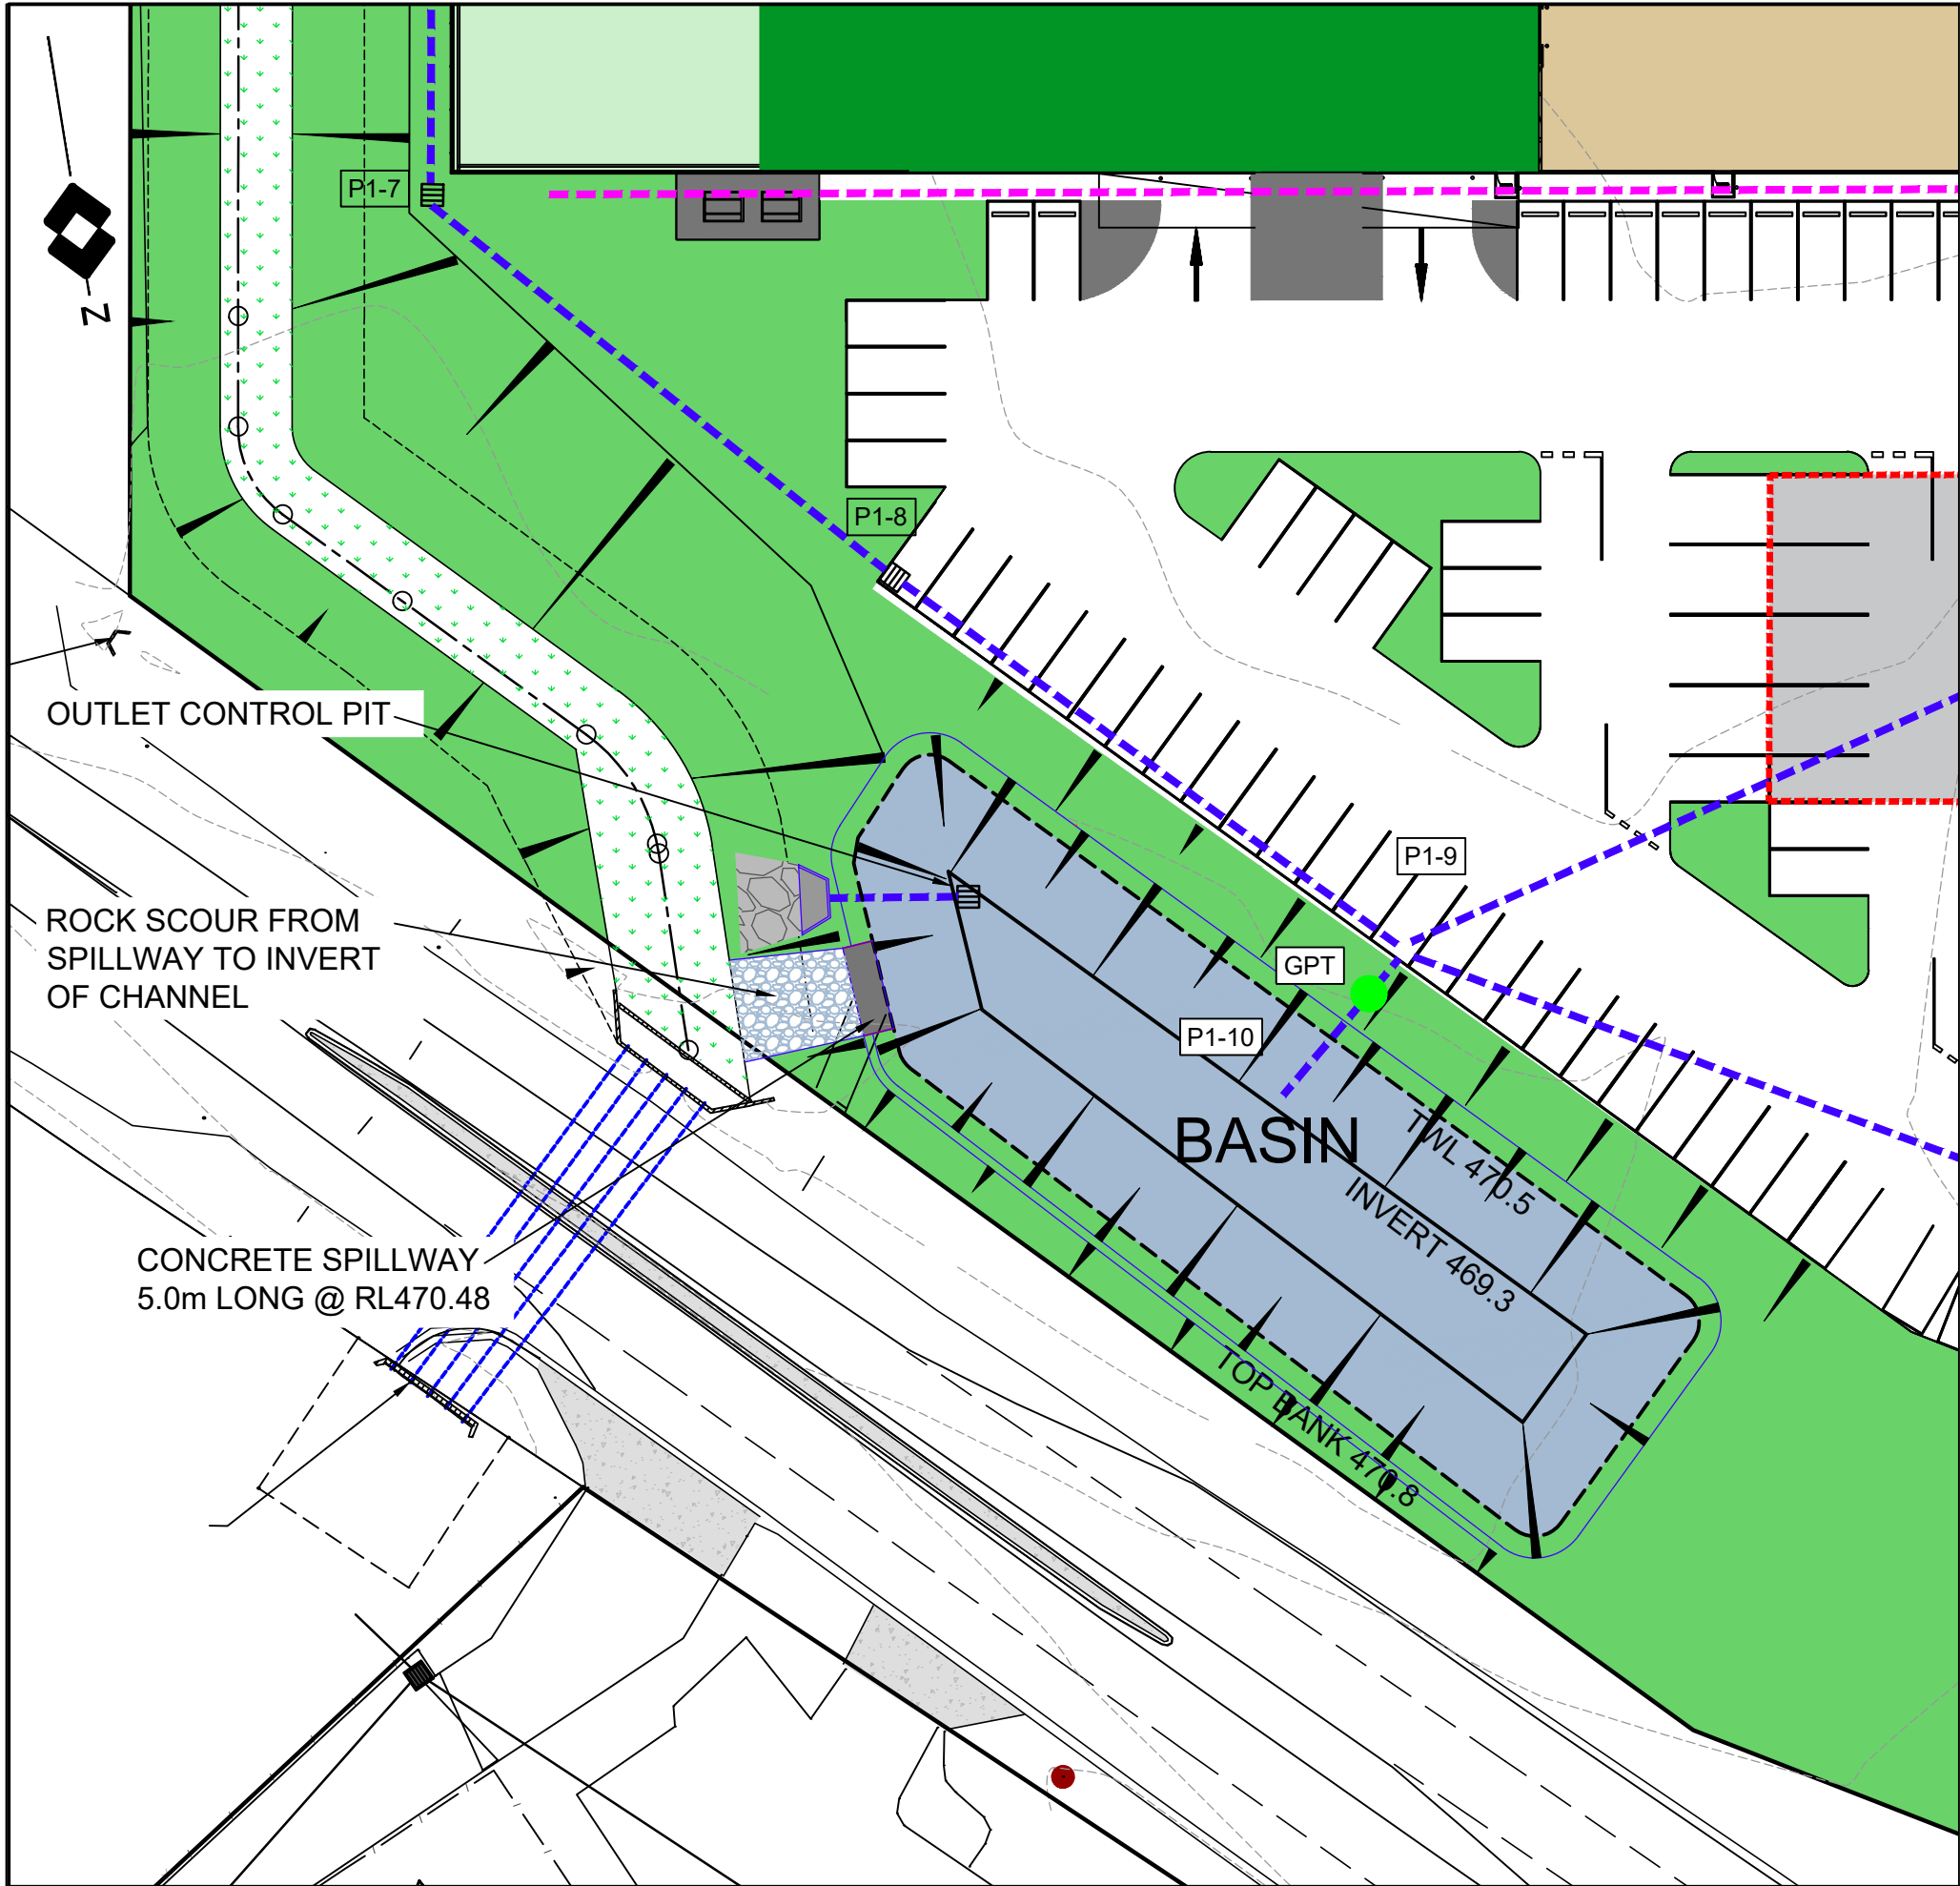 P1-7
Z
P1-8
OUTLET CONTROL PIT
P1-9
ROCK SCOUR FROM
SPILLWAY TO INVERT
OF CHANNEL
GPT
P1-10
BASIN
TWL 470.5
INVERT 469.3
CONCRETE SPILLWAY
5.0m LONG @ RL470.48
TOP BANK 470.8